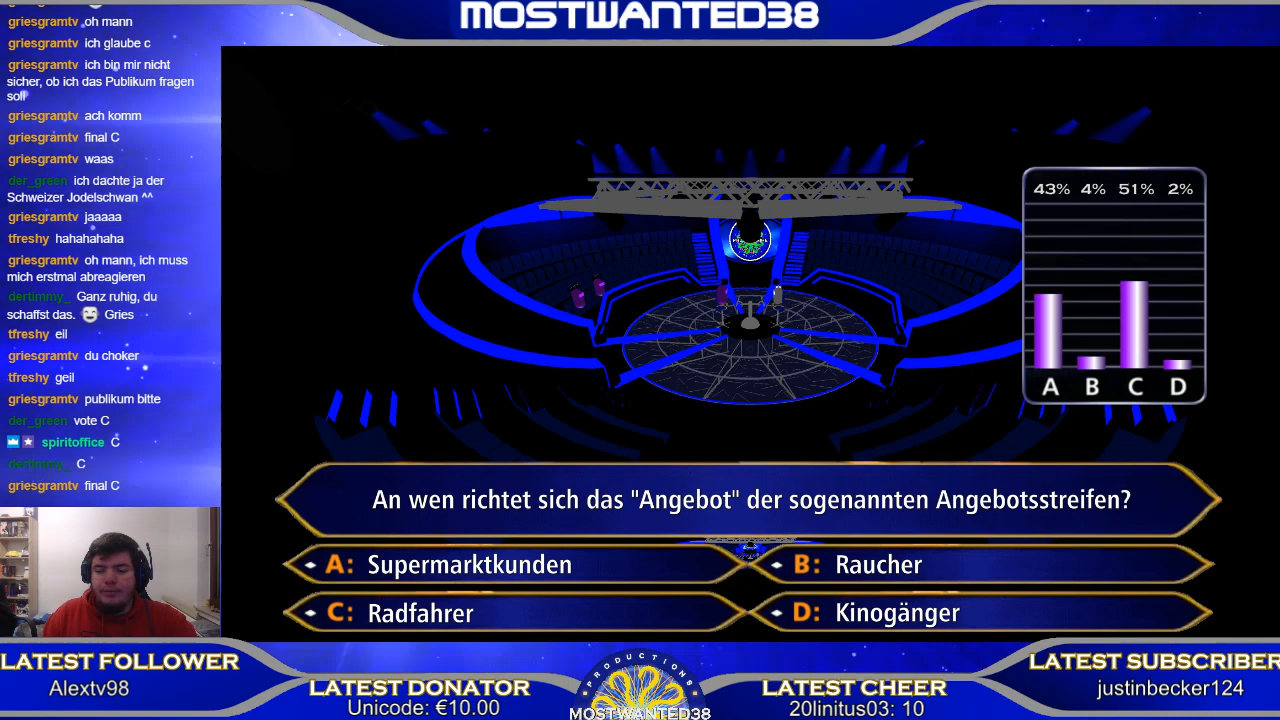 MOSTWANTED38
griesgramtv oh mann
griesgramtv ich glaube c
griesgramtv ich bin mir nicht
sicher, ob ich das Publikum fragen
soll
griesgramtv ach komm
griesgramtv final C
griesgramtv waas
der_green ich dachte ja der
Schweizer Jodelschwan ^^
griesgramtv jaaaaa
tfreshy hahahahaha
griesgramtv oh mann, ich muss
mich erstmal abreagieren
dertimmy_ Ganz ruhig, du
schaffst das. Gries
tfreshy eil
griesgramtv du choker
tfreshy geil
griesgramtv publikum bitte
der_green vote C
spiritoffice C
dertimmy_ C
griesgramtv final C
43% 4% 51% 2%
A B C D
An wen richtet sich das "Angebot" der sogenannten Angebotsstreifen?
A: Supermarktkunden
B: Raucher
C: Radfahrer
D: Kinogänger
LATEST FOLLOWER
Alextv98
LATEST DONATOR
Unicode: €10.00
PRODUCTIONS
MOSTWANTED38
LATEST CHEER
20linitus03: 10
LATEST SUBSCRIBER
justinbecker124